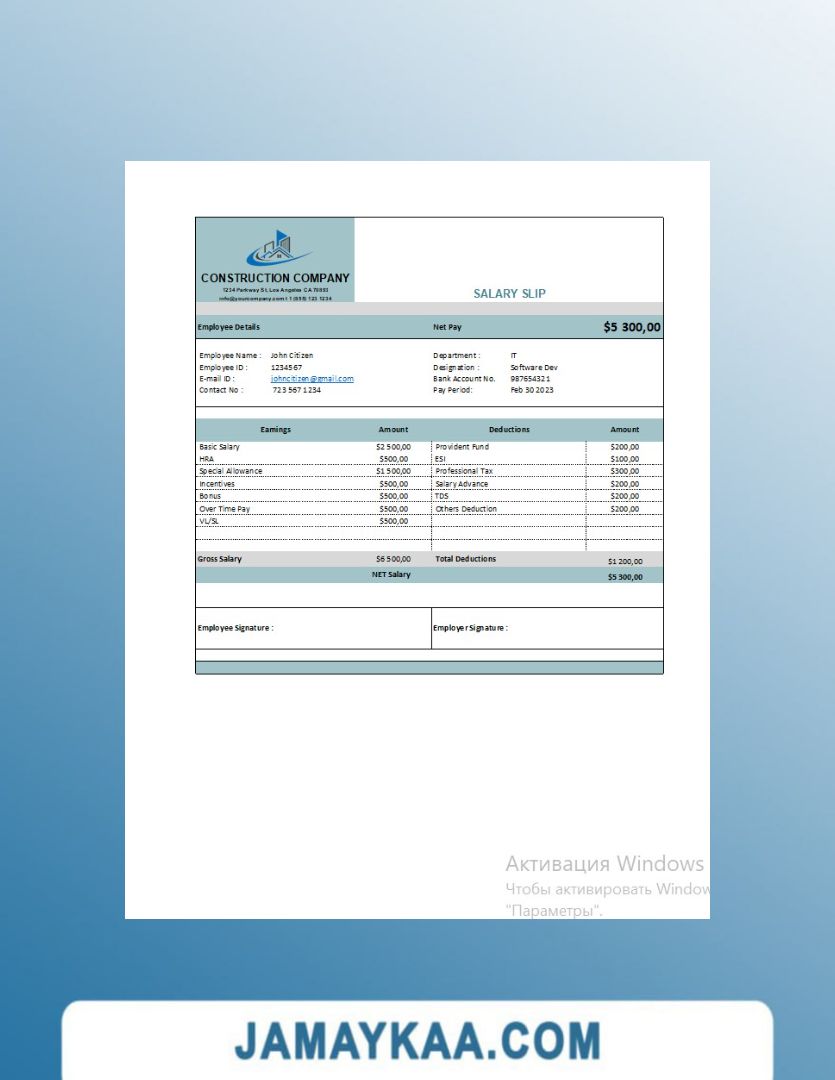 CONSTRUCTION COMPANY
1234 Parkway St, Los Angeles CA 70893
info@yourcompany.com I 1 (855) 123 1234
SALARY SLIP
Employee Details Net Pay $5 300,00
Employee Name : John Citizen Department : IT
Employee ID : 1234567 Designation : Software Dev
E-mail ID : johncitizen@gmail.com Bank Account No. 987654321
Contact No : 723 567 1234 Pay Period: Feb 30 2023
Earnings Amount Deductions Amount
Basic Salary $2 500,00 Provident Fund $200,00
HRA $500,00 ESI $100,00
Special Allowance $1 500,00 Professional Tax $300,00
Incentives $500,00 Salary Advance $200,00
Bonus $500,00 TDS $200,00
Over Time Pay $500,00 Others Deduction $200,00
VL/SL $500,00
Gross Salary $6 500,00 Total Deductions $1 200,00
NET Salary $5 300,00
Employee Signature : Employer Signature :
Активация Windows
Чтобы активировать Window
"Параметры".
JAMAYKAA.COM